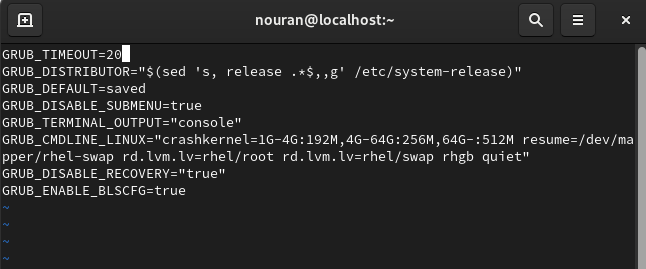 nouran@localhost:~
GRUB_TIMEOUT=20
GRUB_DISTRIBUTOR="$(sed 's, release .*$,,g' /etc/system-release)"
GRUB_DEFAULT=saved
GRUB_DISABLE_SUBMENU=true
GRUB_TERMINAL_OUTPUT="console"
GRUB_CMDLINE_LINUX="crashkernel=1G-4G:192M,4G-64G:256M,64G-:512M resume=/dev/ma
pper/rhel-swap rd.lvm.lv=rhel/root rd.lvm.lv=rhel/swap rhgb quiet"
GRUB_DISABLE_RECOVERY="true"
GRUB_ENABLE_BLSCFG=true
~
~
~
~